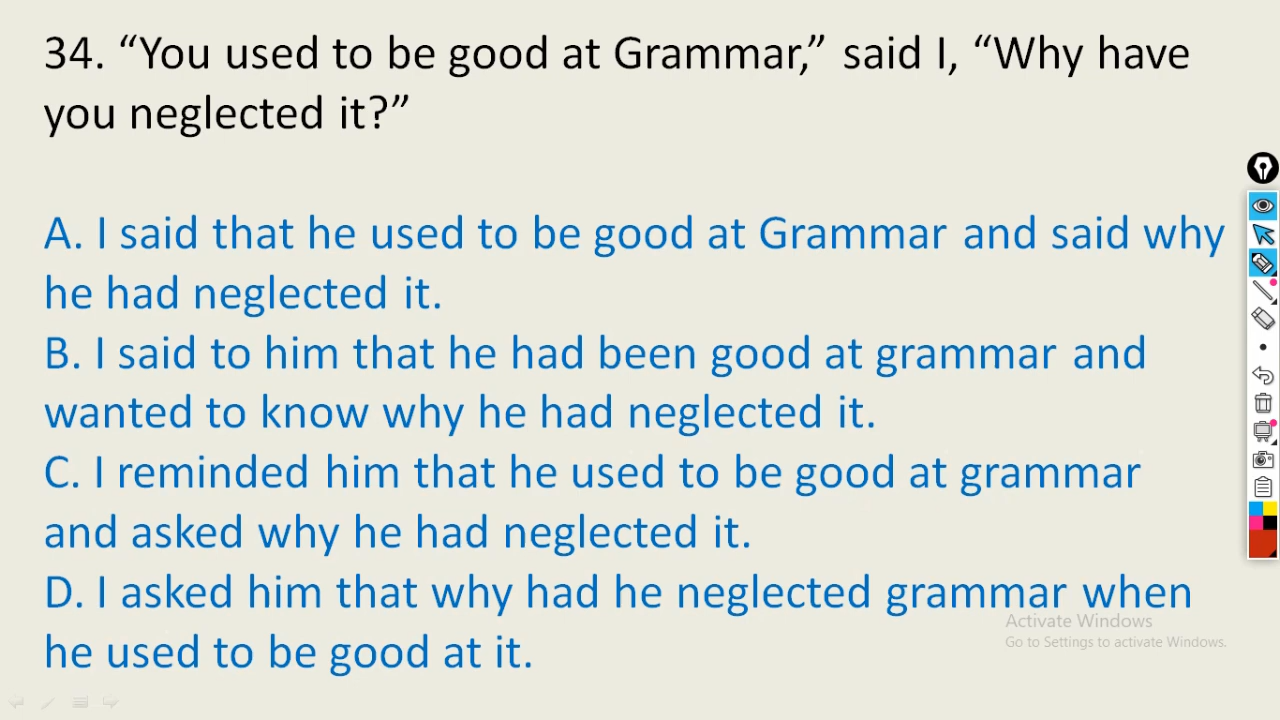 34. “You used to be good at Grammar,” said I, “Why have
you neglected it?”
A. I said that he used to be good at Grammar and said why
he had neglected it.
B. I said to him that he had been good at grammar and
wanted to know why he had neglected it.
C. I reminded him that he used to be good at grammar
and asked why he had neglected it.
D. I asked him that why had he neglected grammar when
he used to be good at it.
Activate Windows
Go to Settings to activate Windows.